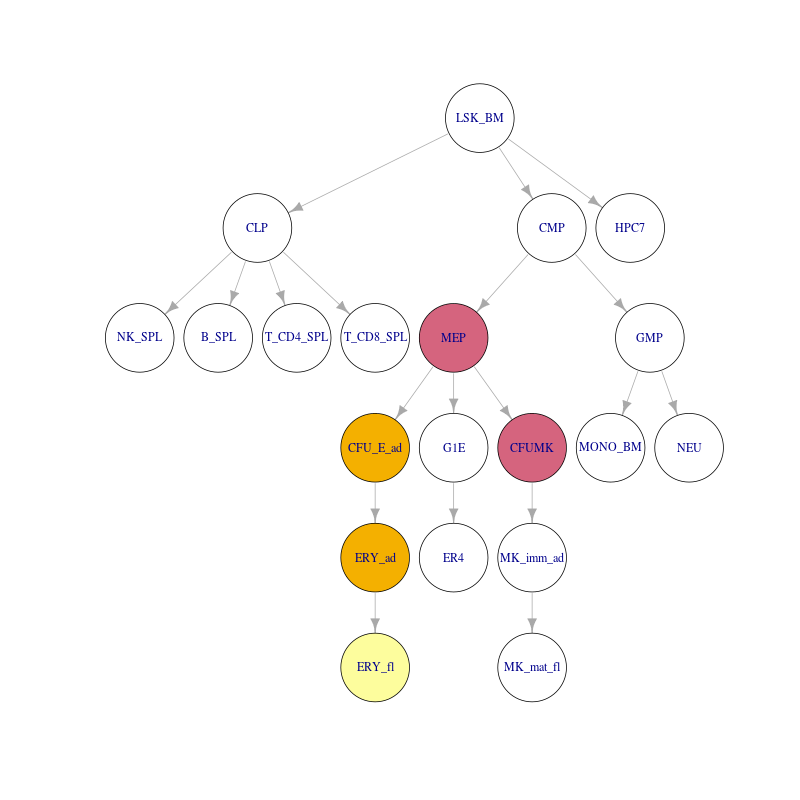 LSK_BM
CLP
CMP
HPC7
NK_SPL
B_SPL
T_CD4_SPL
T_CD8_SPL
MEP
GMP
CFU_E_ad
G1E
CFUMK
MONO_BM
NEU
ERY_ad
ER4
MK_imm_ad
ERY_fl
MK_mat_fl